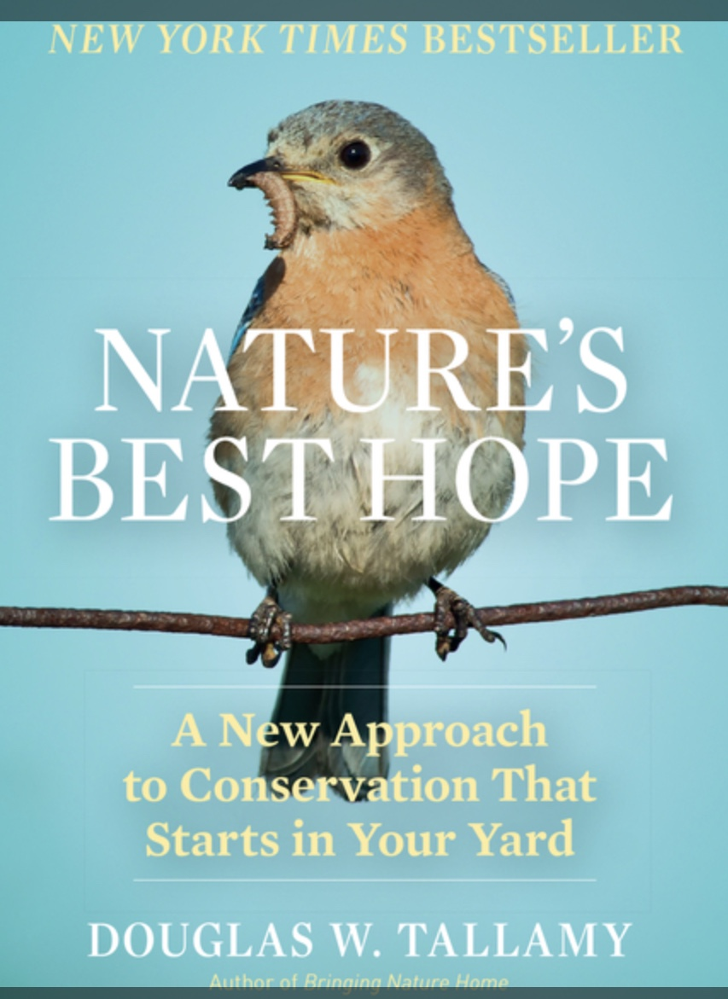 NEW YORK TIMES BESTSELLER
NATURE’S
BEST HOPE
A New Approach
to Conservation That
Starts in Your Yard
DOUGLAS W. TALLAMY
Author of Bringing Nature Home